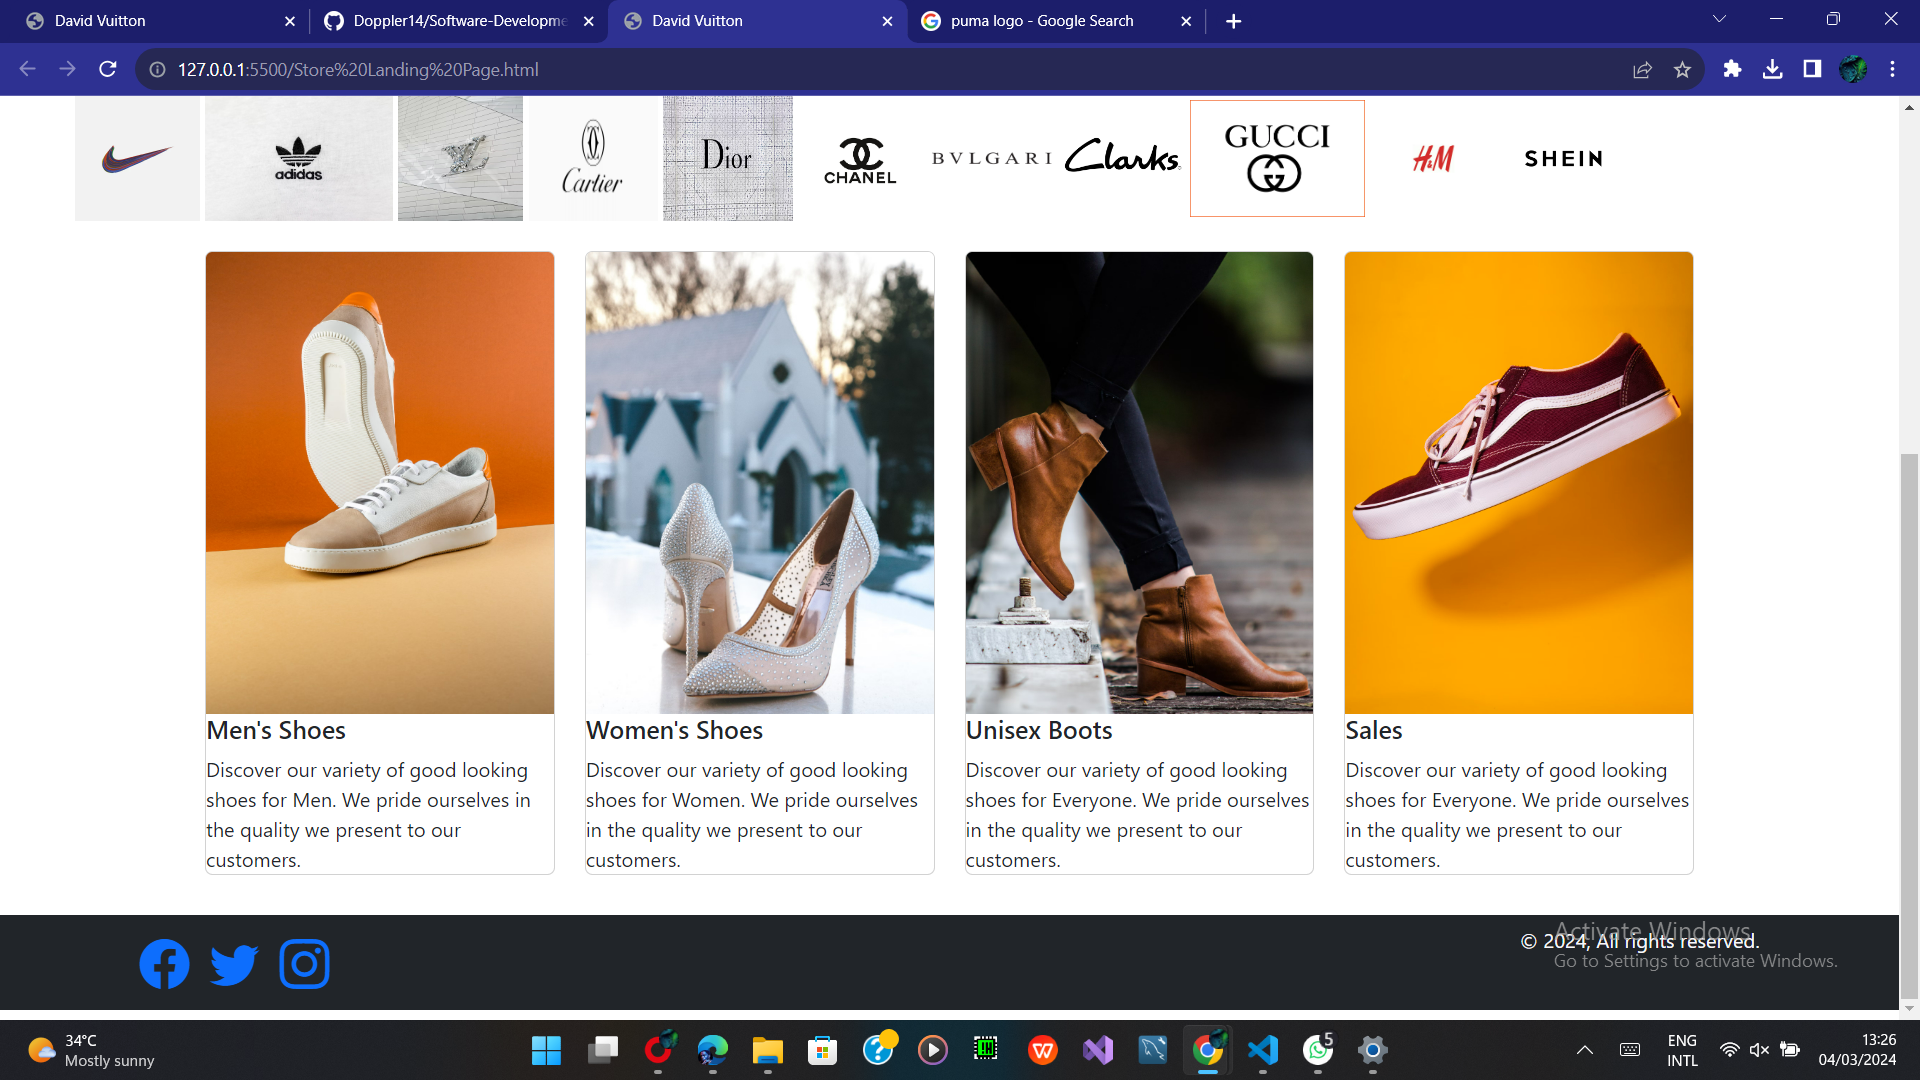 David Vuitton
Doppler14/Software-Developme
David Vuitton
puma logo - Google Search
127.0.0.1:5500/Store%20Landing%20Page.html
adidas
Cartier
Dior
CHANEL
BVLGARI
Clarks
GUCCI
H&M
SHEIN
Men's Shoes
Discover our variety of good looking
shoes for Men. We pride ourselves in
the quality we present to our
customers.
Women's Shoes
Discover our variety of good looking
shoes for Women. We pride ourselves
in the quality we present to our
customers.
Unisex Boots
Discover our variety of good looking
shoes for Everyone. We pride ourselves
in the quality we present to our
customers.
Sales
Discover our variety of good looking
shoes for Everyone. We pride ourselves
in the quality we present to our
customers.
© 2024, All rights reserved.
Activate Windows
Go to Settings to activate Windows.
34°C
Mostly sunny
5
ENG
INTL
13:26
04/03/2024